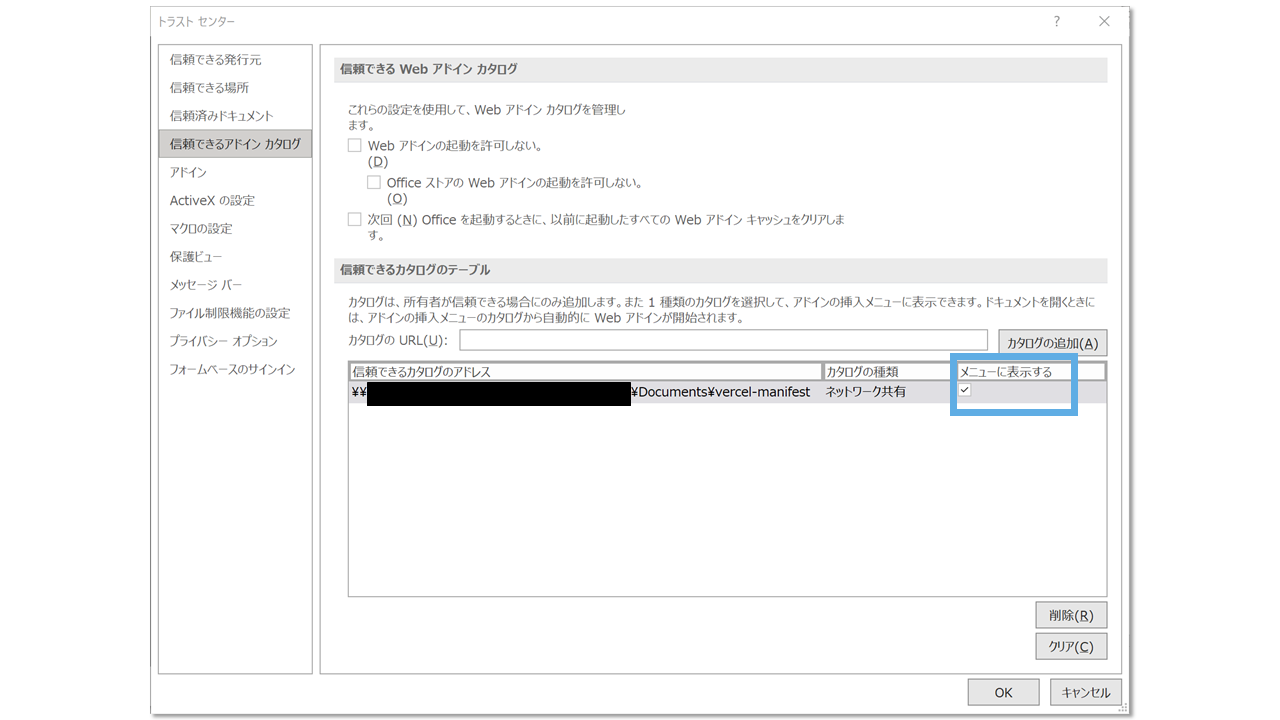 トラスト センター
信頼できる発行元
信頼できる場所
信頼済みドキュメント
信頼できるアドイン カタログ
アドイン
ActiveX の設定
マクロの設定
保護ビュー
メッセージ バー
ファイル制限機能の設定
プライバシー オプション
フォームベースのサインイン
信頼できる Web アドイン カタログ
これらの設定を使用して、Web アドイン カタログを管理し
ます。
Web アドインの起動を許可しない。
(D)
Office ストアの Web アドインの起動を許可しない。
(O)
次回 (N) Office を起動するときに、以前に起動したすべての Web アドイン キャッシュをクリアしま
す。
信頼できるカタログのテーブル
カタログは、所有者が信頼できる場合にのみ追加します。また 1 種類のカタログを選択して、アドインの挿入メニューに表示できます。ドキュメントを開くときに
は、アドインの挿入メニューのカタログから自動的に Web アドインが開始されます。
カタログの URL(U):
カタログの追加(A)
信頼できるカタログのアドレス カタログの種類 メニューに表示する
¥¥ ¥Documents¥vercel-manifest ネットワーク共有
削除(R)
クリア(C)
OK キャンセル